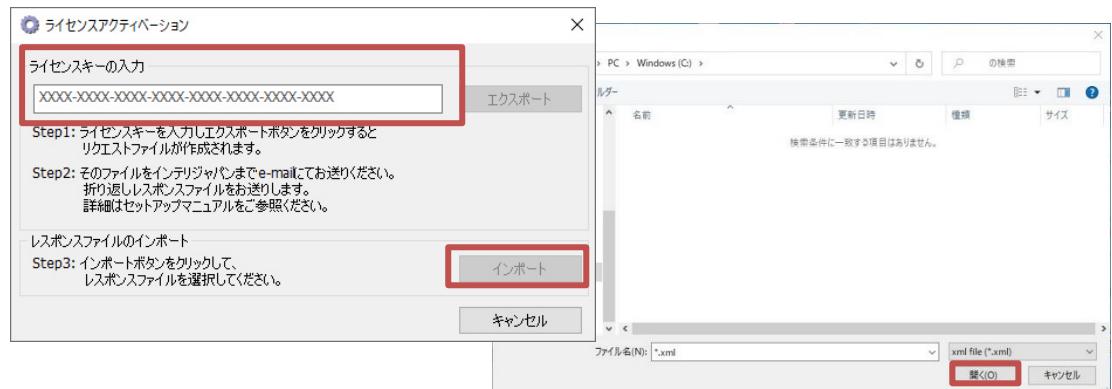 ライセンスアクティベーション
ライセンスキーの入力
XXXX-XXXX-XXXX-XXXX-XXXX-XXXX-XXXX-XXXX
エクスポート
Step1: ライセンスキーを入力しエクスポートボタンをクリックすると
リクエストファイルが作成されます。
Step2: そのファイルをインテリジャパンまでe-mailにてお送りください。
折り返しレスポンスファイルをお送りします。
詳細はセットアップマニュアルをご参照ください。
レスポンスファイルのインポート
Step3: インポートボタンをクリックして、
レスポンスファイルを選択してください。
インポート
キャンセル
› PC › Windows (C:) ›
の検索
ルダー
名前 更新日時 種類 サイズ
検索条件に一致する項目はありません。
ファイル名(N): *.xml
xml file (*.xml)
開く(O) キャンセル